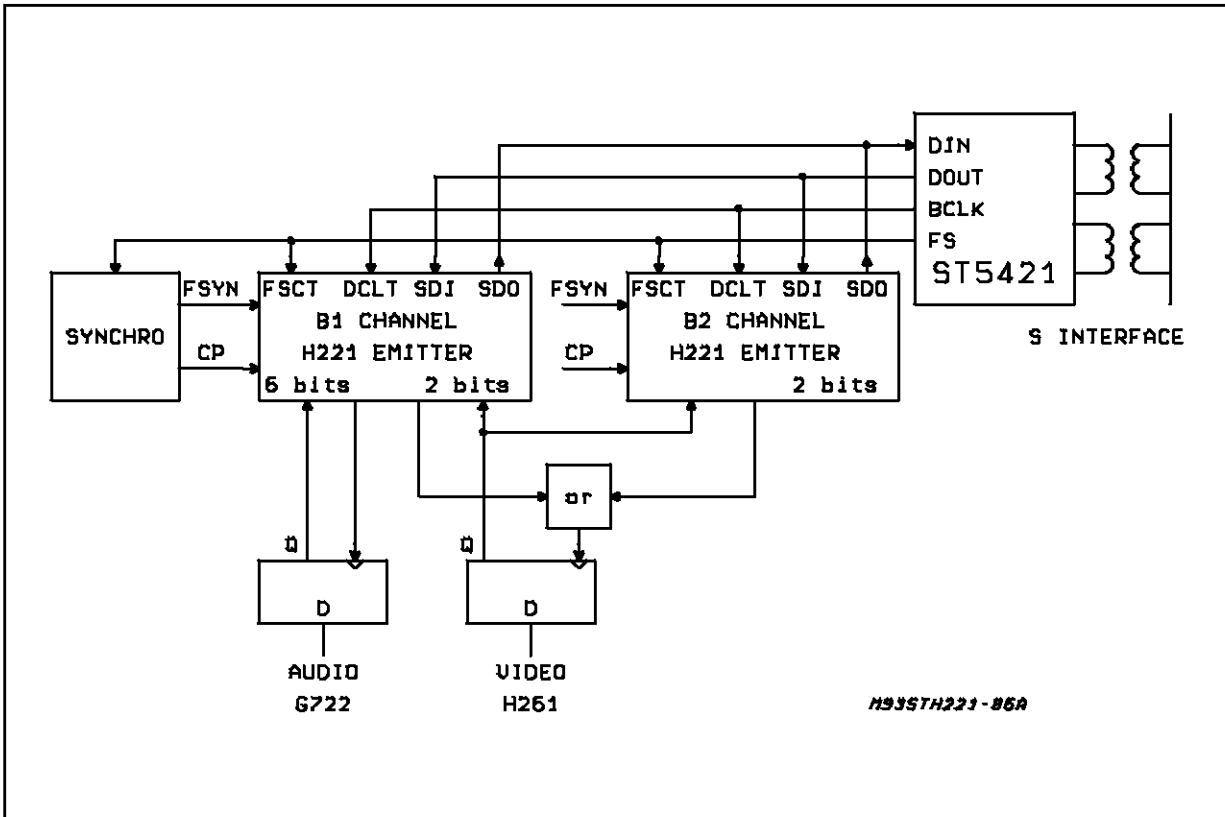 DIN
DOUT
BCLK
FS
ST5421
S INTERFACE
SYNCHRO
FSYN
CP
FSCT DCLT SDI SDO
B1 CHANNEL
H221 EMITTER
6 bits 2 bits
FSYN
CP
FSCT DCLT SDI SDO
B2 CHANNEL
H221 EMITTER
2 bits
or
Q
D
AUDIO
G722
Q
D
VIDEO
H261
M93STH221-86A